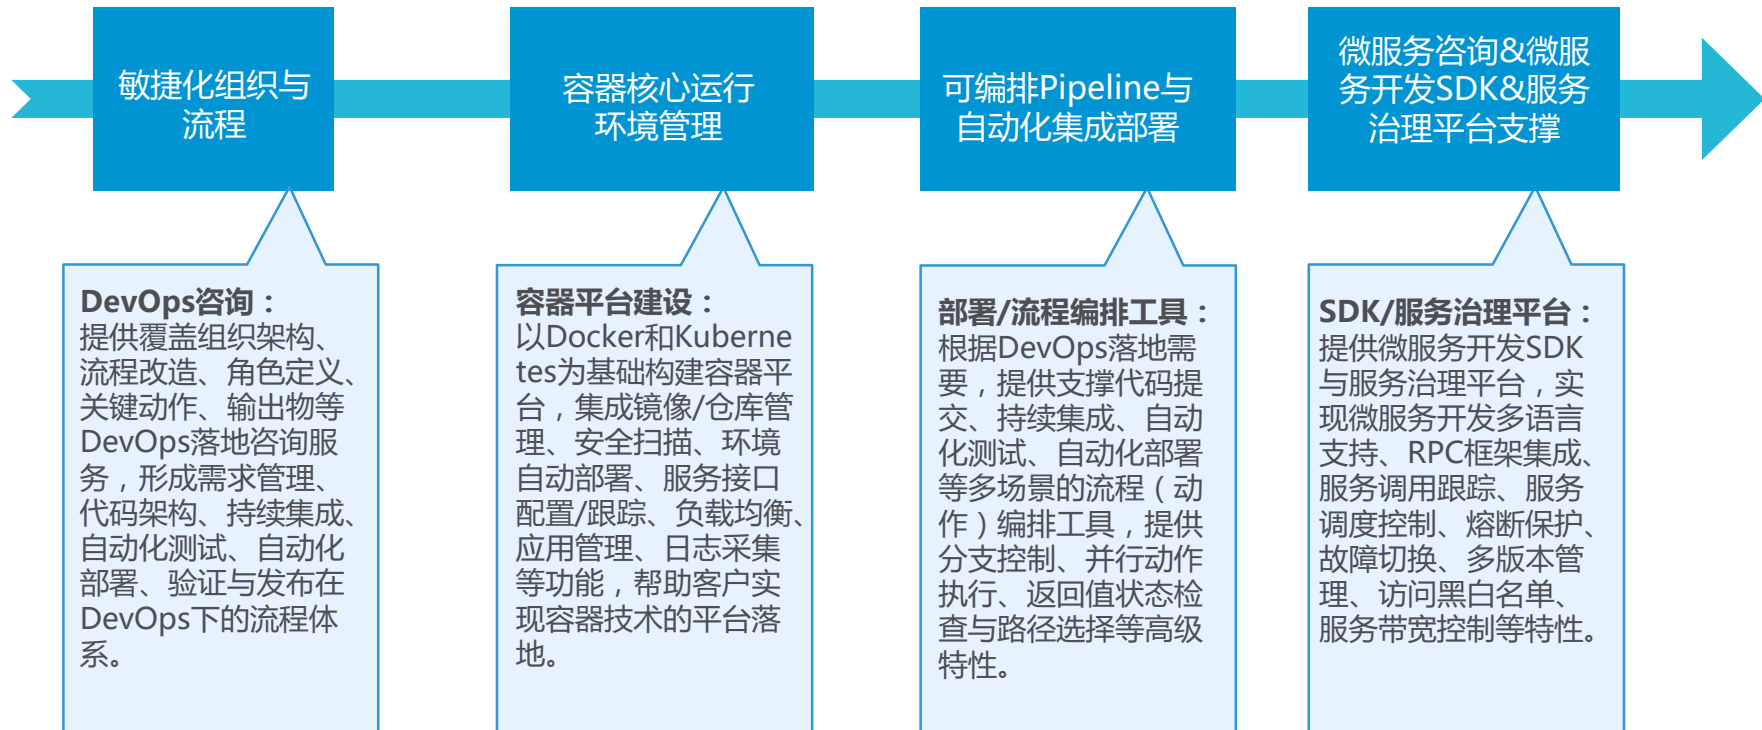 敏捷化组织与
流程
容器核心运行
环境管理
可编排Pipeline与
自动化集成部署
微服务咨询&微服
务开发SDK&服务
治理平台支撑
DevOps咨询：
提供覆盖组织架构、
流程改造、角色定义、
关键动作、输出物等
DevOps落地咨询服
务，形成需求管理、
代码架构、持续集成、
自动化测试、自动化
部署、验证与发布在
DevOps下的流程体
系。
容器平台建设：
以Docker和Kuberne
tes为基础构建容器平
台，集成镜像/仓库管
理、安全扫描、环境
自动部署、服务接口
配置/跟踪、负载均衡、
应用管理、日志采集
等功能，帮助客户实
现容器技术的平台落
地。
部署/流程编排工具：
根据DevOps落地需
要，提供支撑代码提
交、持续集成、自动
化测试、自动化部署
等多场景的流程（动
作）编排工具，提供
分支控制、并行动作
执行、返回值状态检
查与路径选择等高级
特性。
SDK/服务治理平台：
提供微服务开发SDK
与服务治理平台，实
现微服务开发多语言
支持、RPC框架集成、
服务调用跟踪、服务
调度控制、熔断保护、
故障切换、多版本管
理、访问黑白名单、
服务带宽控制等特性。